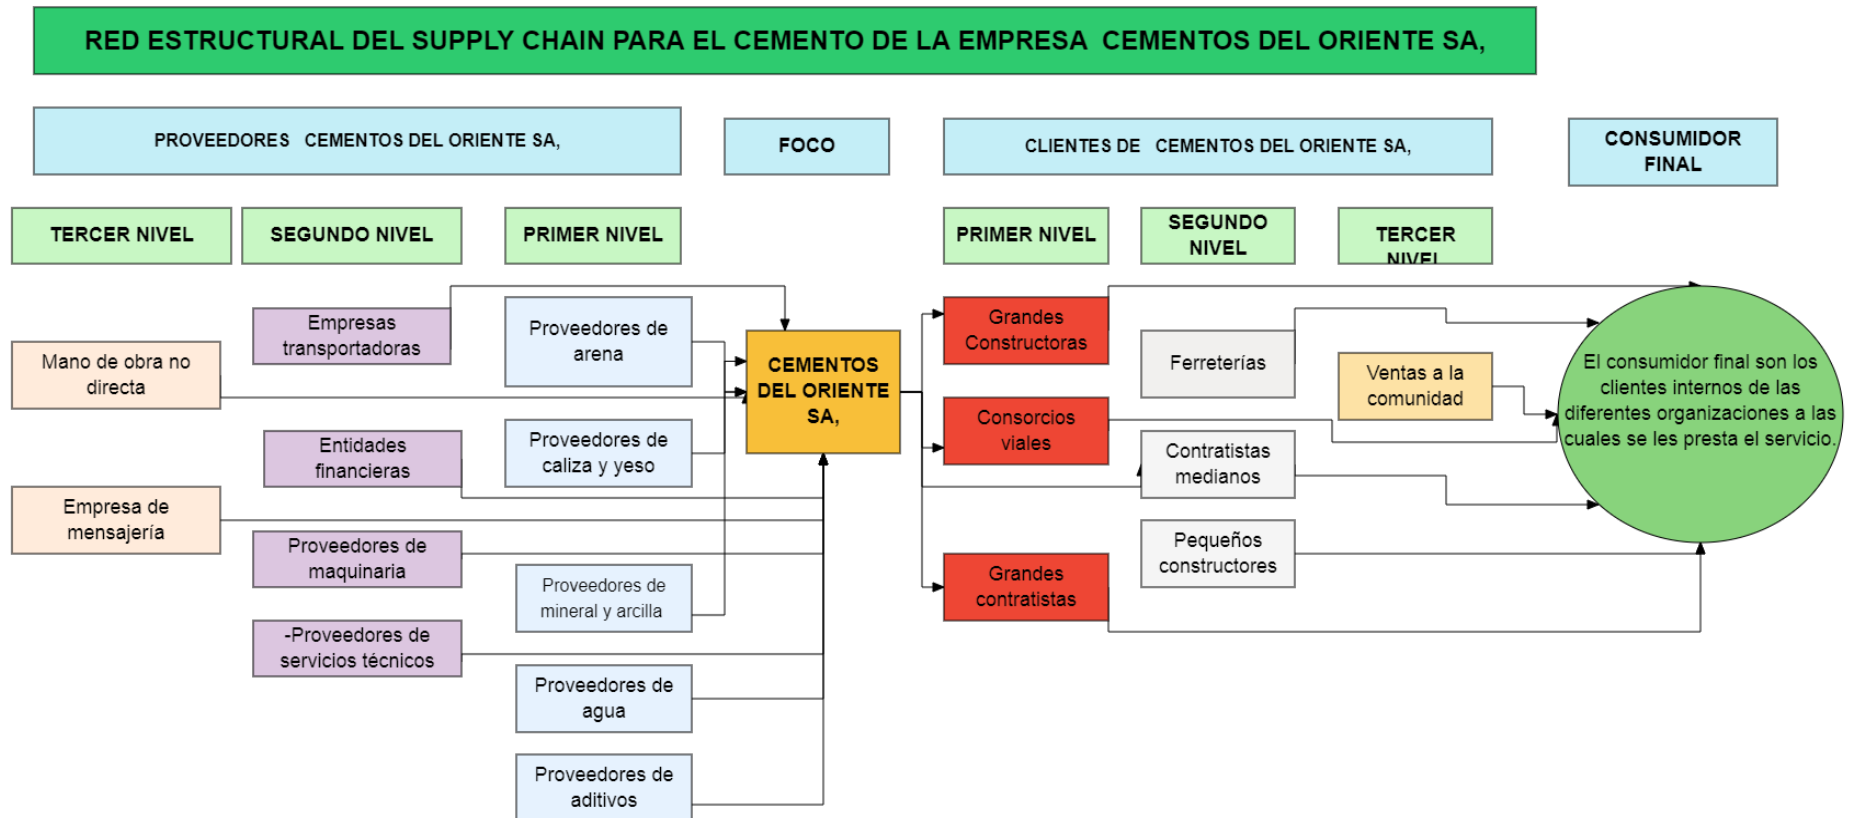 RED ESTRUCTURAL DEL SUPPLY CHAIN PARA EL CEMENTO DE LA EMPRESA CEMENTOS DEL ORIENTE SA,
PROVEEDORES CEMENTOS DEL ORIENTE SA,
FOCO
CLIENTES DE CEMENTOS DEL ORIENTE SA,
CONSUMIDOR
FINAL
TERCER NIVEL
SEGUNDO NIVEL
PRIMER NIVEL
PRIMER NIVEL
SEGUNDO
NIVEL
TERCER
NIVEL
Mano de obra no
directa
Empresa de
mensajería
Empresas
transportadoras
Entidades
financieras
Proveedores de
maquinaria
-Proveedores de
servicios técnicos
Proveedores de
arena
Proveedores de
caliza y yeso
Proveedores de
mineral y arcilla
Proveedores de
agua
Proveedores de
aditivos
CEMENTOS
DEL ORIENTE
SA,
Grandes
Constructoras
Consorcios
viales
Grandes
contratistas
Ferreterías
Contratistas
medianos
Pequeños
constructores
Ventas a la
comunidad
El consumidor final son los
clientes internos de las
diferentes organizaciones a las
cuales se les presta el servicio.